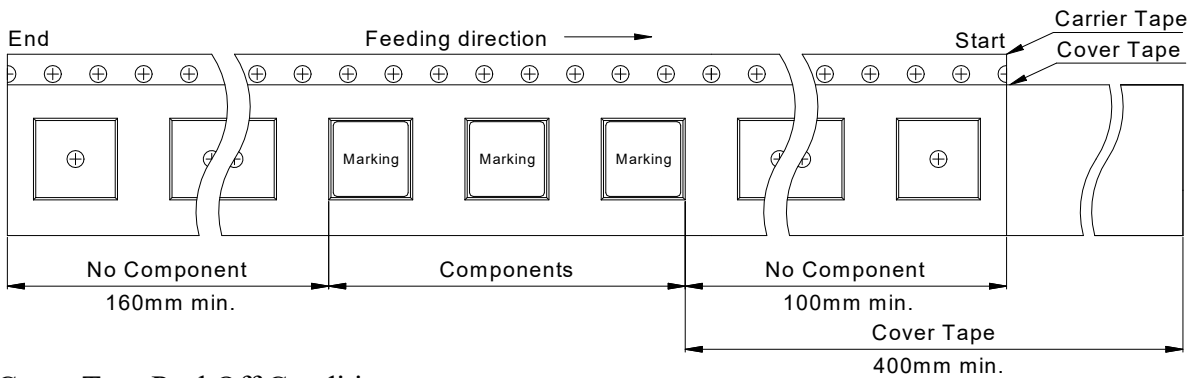 Carrier Tape
End Feeding direction Start
Cover Tape
Marking Marking Marking
No Component Components No Component
160mm min. 100mm min.
Cover Tape
400mm min.